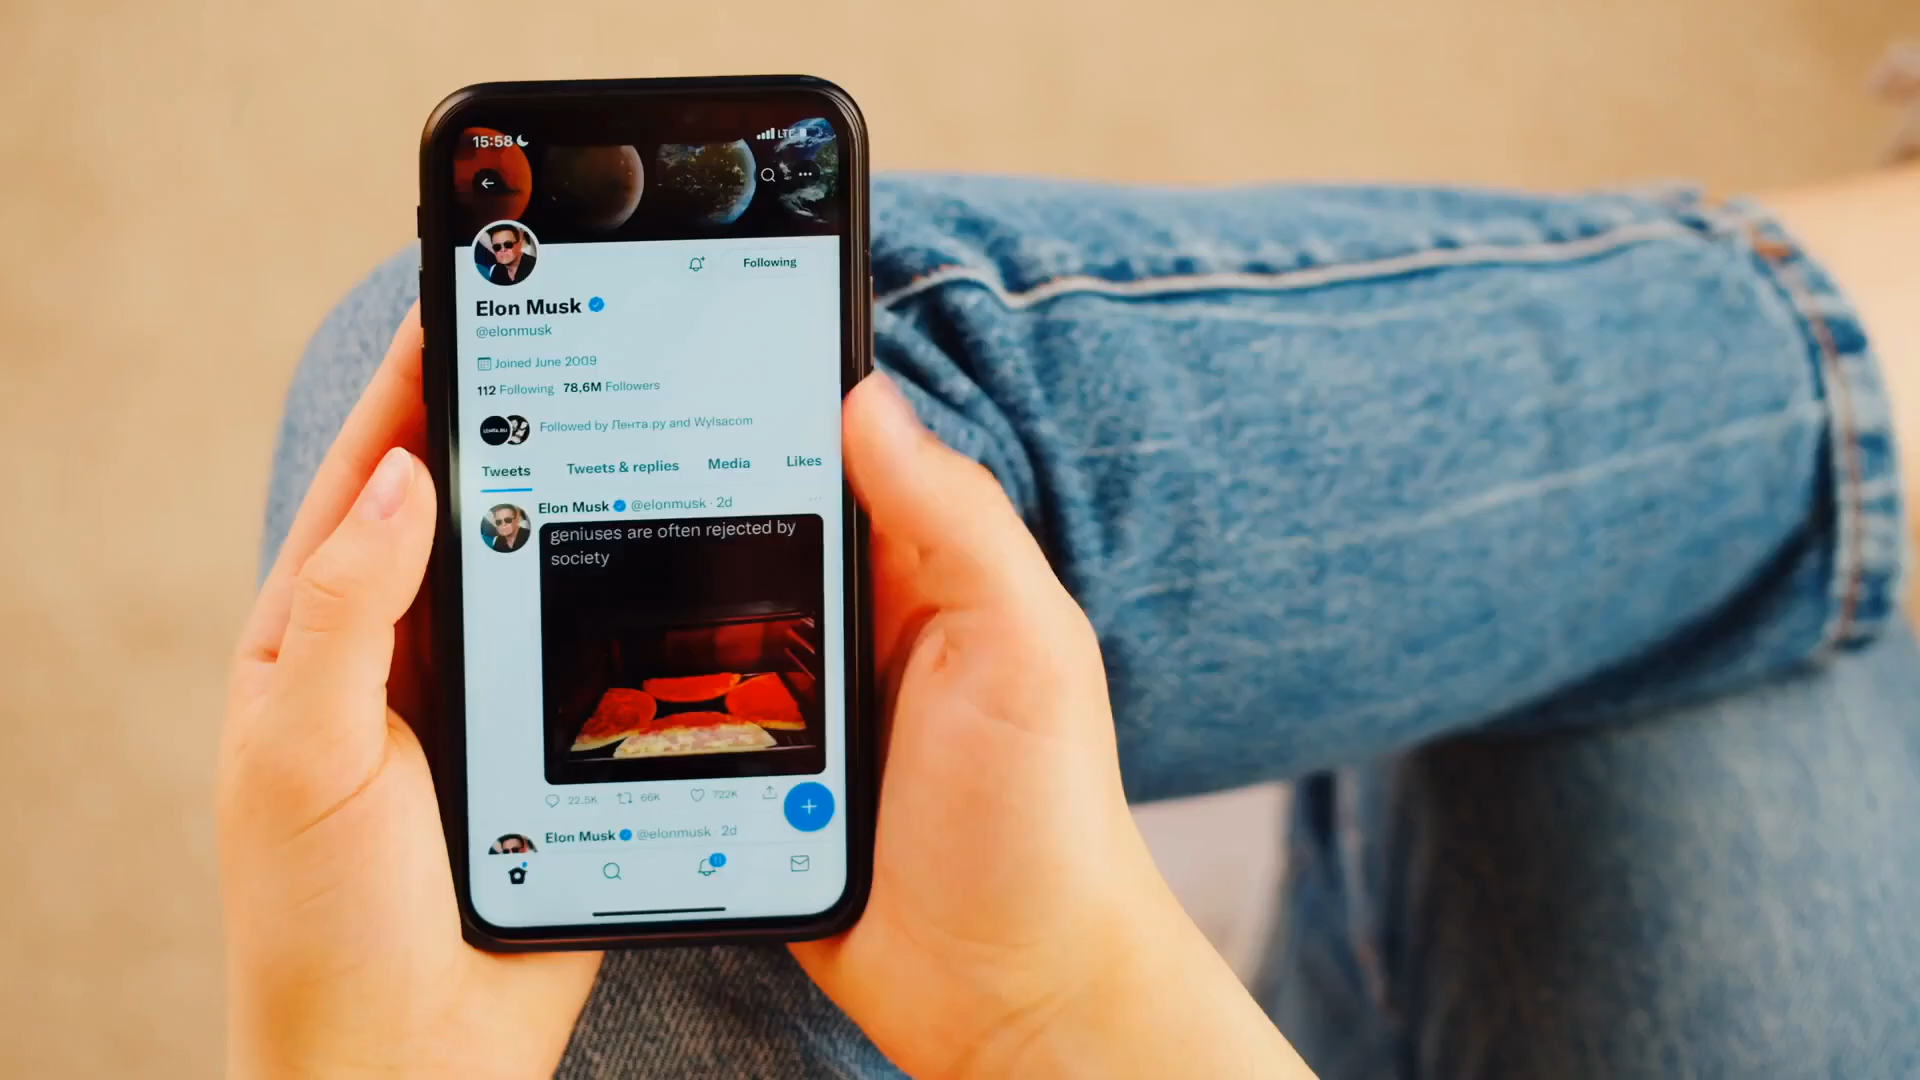 15:58 LTE
Following
Elon Musk
@elonmusk
Joined June 2009
112 Following 78,6M Followers
Followed by Лента.ру and Wylsacom
Tweets Tweets & replies Media Likes
Elon Musk @elonmusk · 2d
geniuses are often rejected by
society
22.5K 66K 722K
Elon Musk @elonmusk · 2d
11